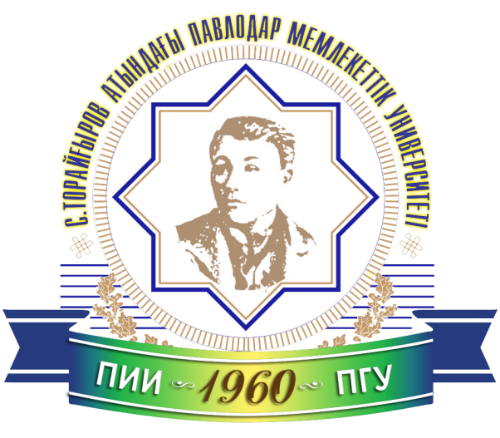 С.ТОРАЙҒЫРОВ АТЫНДАҒЫ ПАВЛОДАР МЕМЛЕКЕТТІК УНИВЕРСИТЕТІ
ПИИ 1960 ПГУ